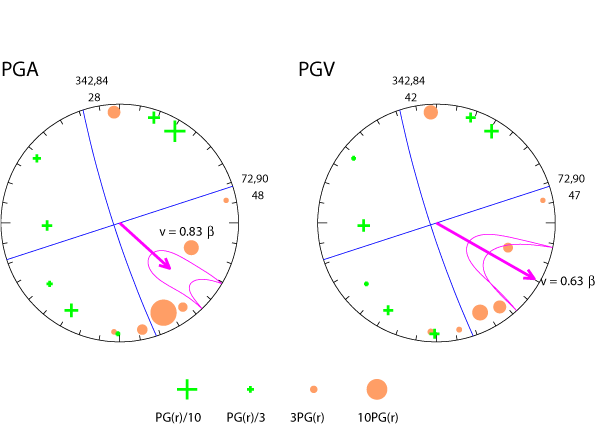 PGA
342,84
28
72,90
48
v = 0.83 β
PGV
342,84
42
72,90
47
v = 0.63 β
PG(r)/10 PG(r)/3 3PG(r) 10PG(r)